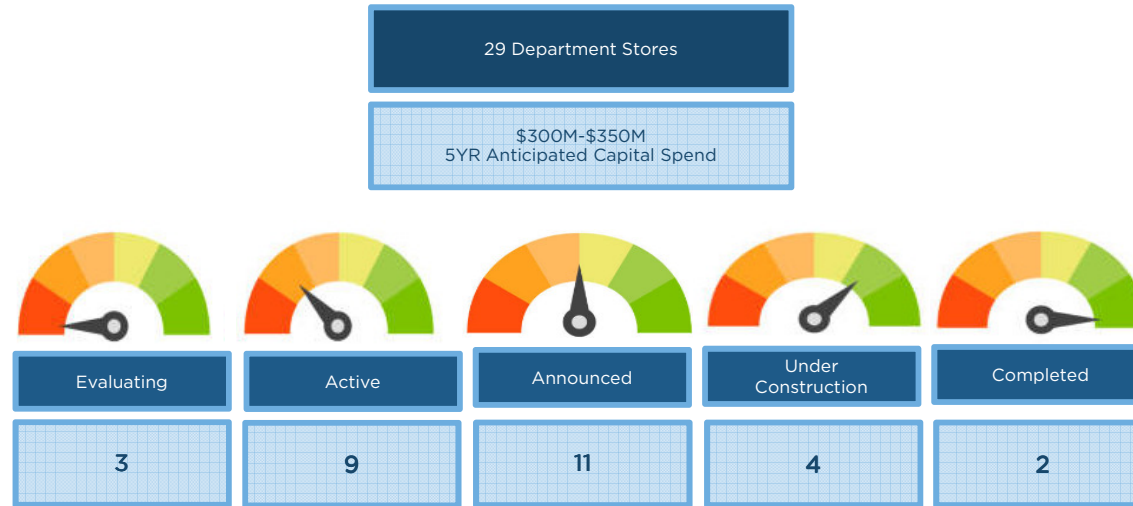 29 Department Stores
$300M-$350M
5YR Anticipated Capital Spend
Evaluating
Active
Announced
Under
Construction
Completed
3
9
11
4
2